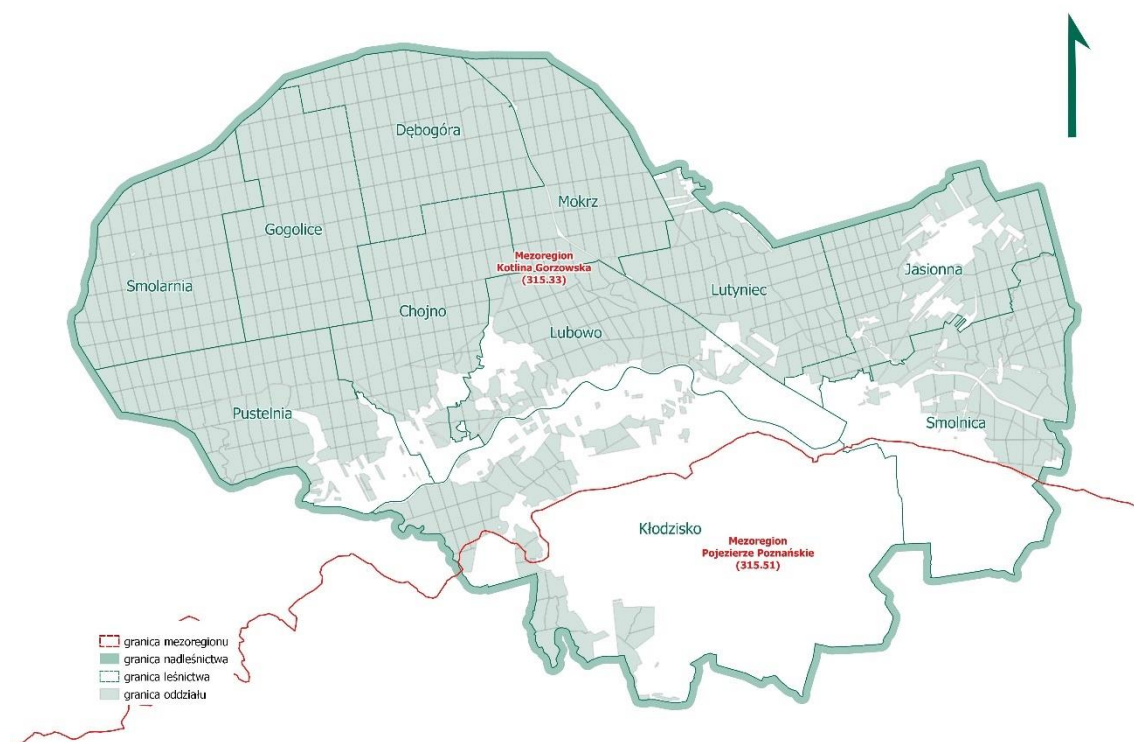 Dębogóra
Mokrz
Gogolice
Mezoregion
Kotlina Gorzowska
(315.33)
Jasionna
Smolarnia
Lutyniec
Chojno
Lubowo
Pustelnia
Smolnica
Kłodzisko
Mezoregion
Pojezierze Poznańskie
(315.51)
granica mezoregionu
granica nadleśnictwa
granica leśnictwa
granica oddziału